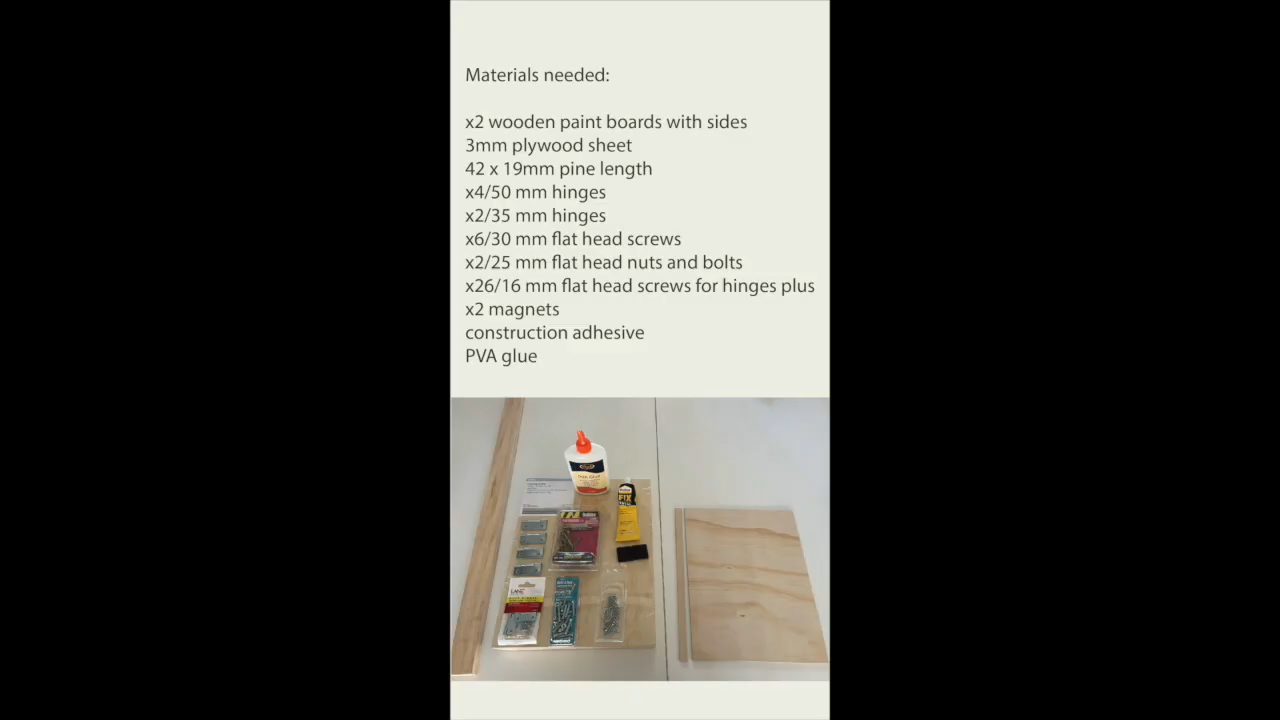 Materials needed:
x2 wooden paint boards with sides
3mm plywood sheet
42 x 19mm pine length
x4/50 mm hinges
x2/35 mm hinges
x6/30 mm flat head screws
x2/25 mm flat head nuts and bolts
x26/16 mm flat head screws for hinges plus
x2 magnets
construction adhesive
PVA glue
FIX